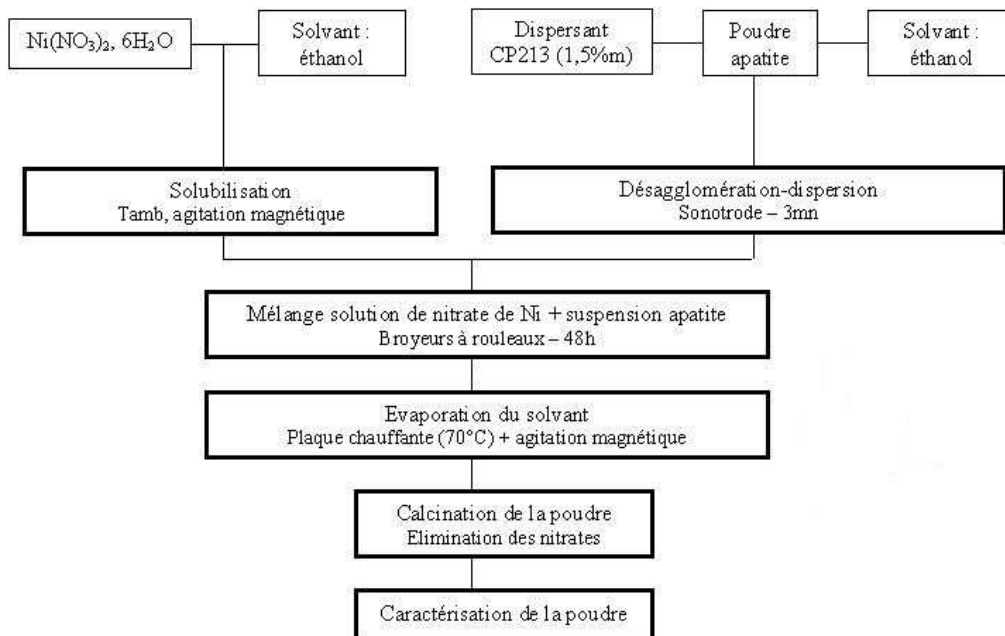 Ni(NO₃)₂, 6H₂O
Solvant :
éthanol
Dispersant
CP213 (1,5%m)
Poudre
apatite
Solvant :
éthanol
Solubilisation
Tamb, agitation magnétique
Désagglomération-dispersion
Sonotrode – 3mn
Mélange solution de nitrate de Ni + suspension apatite
Broyeurs à rouleaux – 48h
Evaporation du solvant
Plaque chauffante (70°C) + agitation magnétique
Calcination de la poudre
Elimination des nitrates
Caractérisation de la poudre